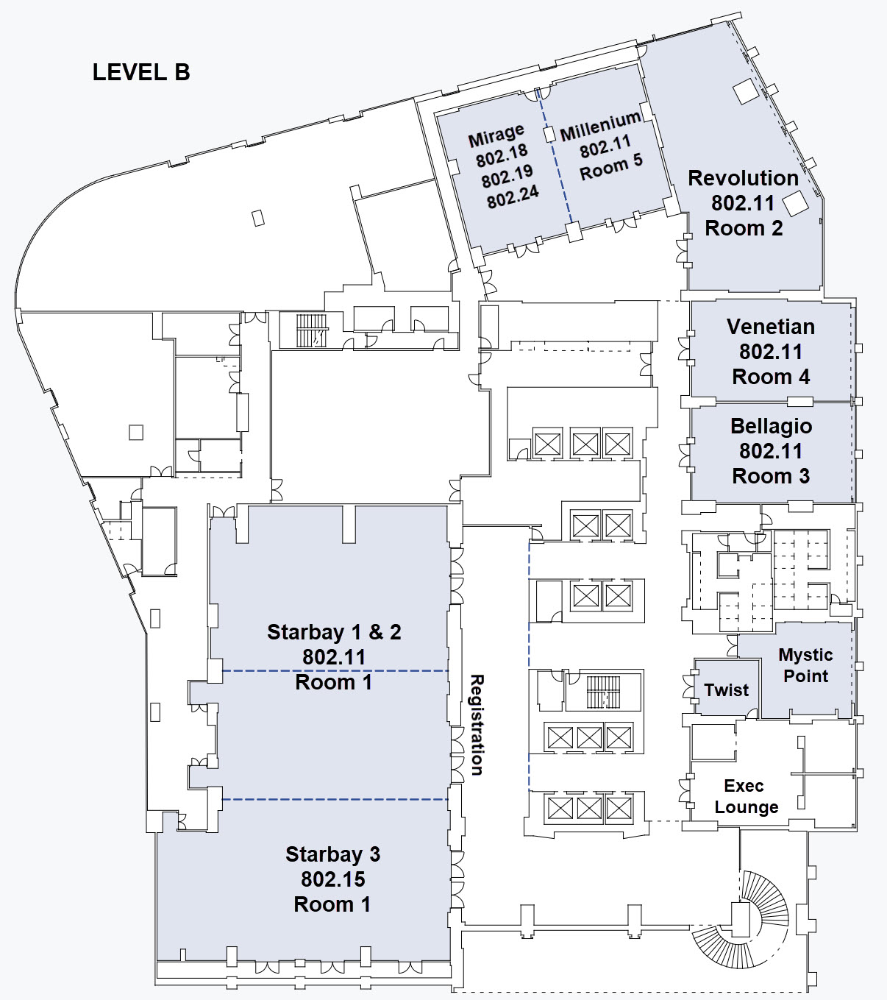 LEVEL B
Mirage
802.18
802.19
802.24
Millenium
802.11
Room 5
Revolution
802.11
Room 2
Venetian
802.11
Room 4
Bellagio
802.11
Room 3
Starbay 1 & 2
802.11
Room 1
Registration
Mystic
Point
Twist
Exec
Lounge
Starbay 3
802.15
Room 1